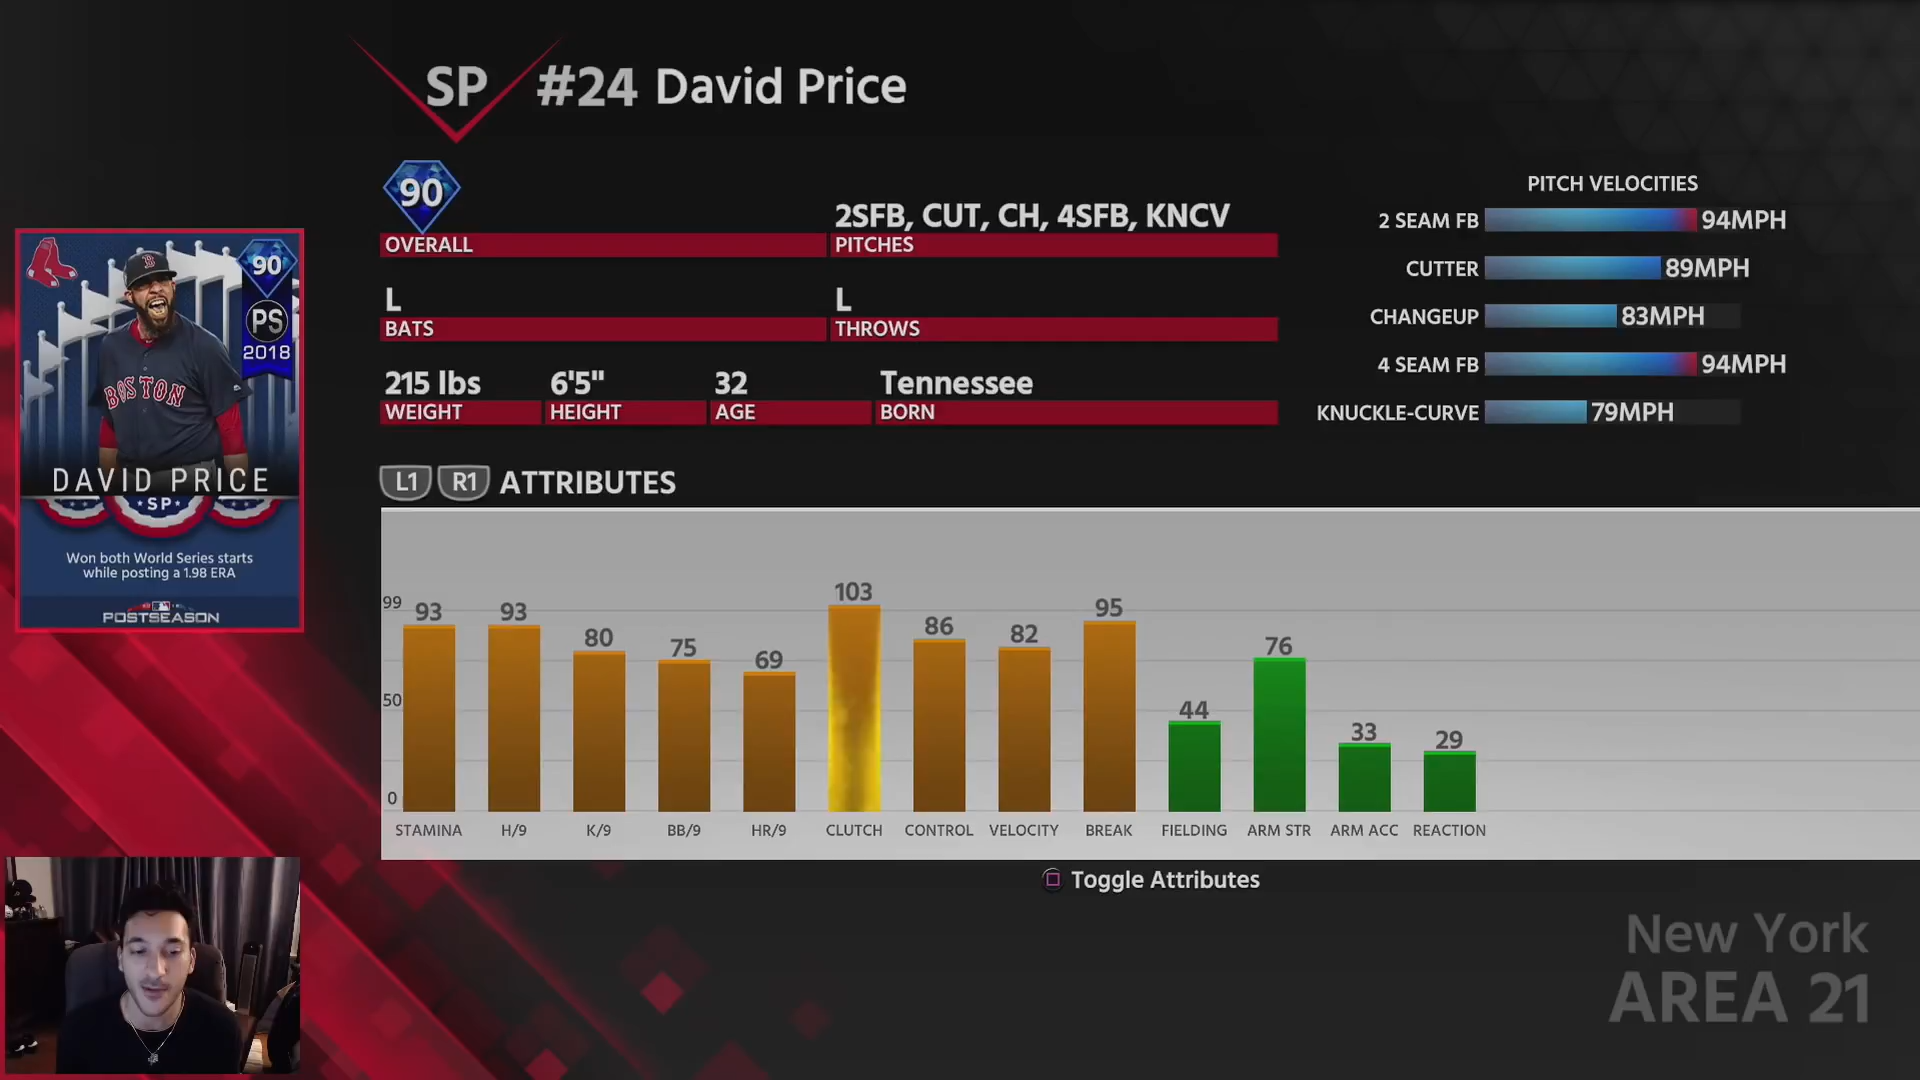 SP #24 David Price
90
OVERALL
2SFB, CUT, CH, 4SFB, KNCV
PITCHES
L
BATS
L
THROWS
215 lbs
WEIGHT
6'5"
HEIGHT
32
AGE
Tennessee
BORN
PITCH VELOCITIES
2 SEAM FB 94MPH
CUTTER 89MPH
CHANGEUP 83MPH
4 SEAM FB 94MPH
KNUCKLE-CURVE 79MPH
90
PS
2018
B
BOSTON
DAVID PRICE
SP
Won both World Series starts
while posting a 1.98 ERA
POSTSEASON
L1 R1 ATTRIBUTES
99
50
0
93 93 80 75 69 103 86 82 95 44 76 33 29
STAMINA H/9 K/9 BB/9 HR/9 CLUTCH CONTROL VELOCITY BREAK FIELDING ARM STR ARM ACC REACTION
Toggle Attributes
New York
AREA 21